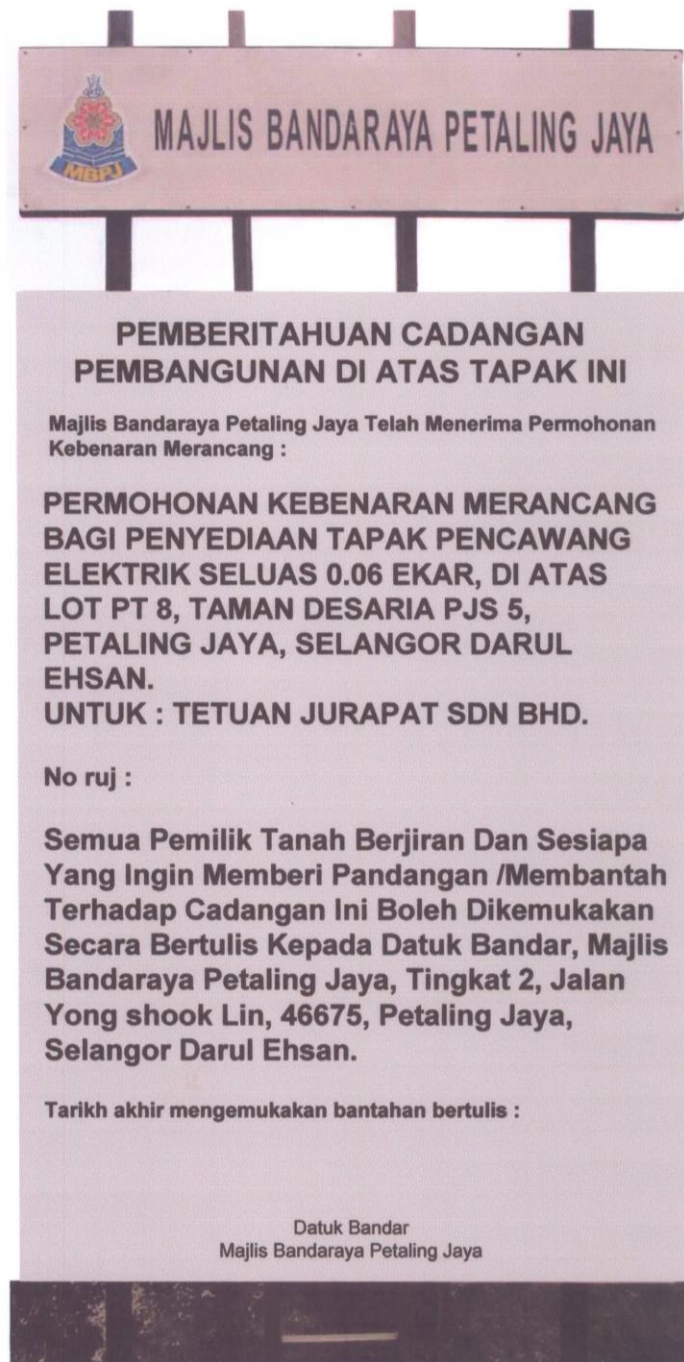 MBPJ
MAJLIS BANDARAYA PETALING JAYA
PEMBERITAHUAN CADANGAN
PEMBANGUNAN DI ATAS TAPAK INI
Majlis Bandaraya Petaling Jaya Telah Menerima Permohonan
Kebenaran Merancang :
PERMOHONAN KEBENARAN MERANCANG
BAGI PENYEDIAAN TAPAK PENCAWANG
ELEKTRIK SELUAS 0.06 EKAR, DI ATAS
LOT PT 8, TAMAN DESARIA PJS 5,
PETALING JAYA, SELANGOR DARUL
EHSAN.
UNTUK : TETUAN JURAPAT SDN BHD.
No ruj :
Semua Pemilik Tanah Berjiran Dan Sesiapa
Yang Ingin Memberi Pandangan /Membantah
Terhadap Cadangan Ini Boleh Dikemukakan
Secara Bertulis Kepada Datuk Bandar, Majlis
Bandaraya Petaling Jaya, Tingkat 2, Jalan
Yong shook Lin, 46675, Petaling Jaya,
Selangor Darul Ehsan.
Tarikh akhir mengemukakan bantahan bertulis :
Datuk Bandar
Majlis Bandaraya Petaling Jaya